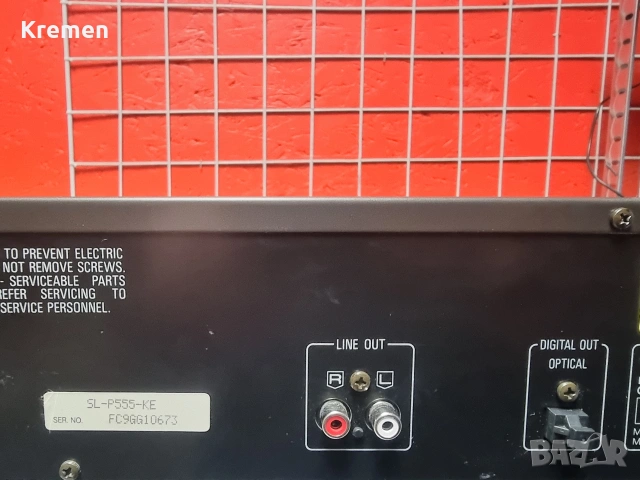 Kremen
TO PREVENT ELECTRIC
NOT REMOVE SCREWS.
- SERVICEABLE PARTS
REFER SERVICING TO
SERVICE PERSONNEL.
LINE OUT
R L
DIGITAL OUT
OPTICAL
SL-P555-KE
SER. NO. FC9GG10673
bazar.bg